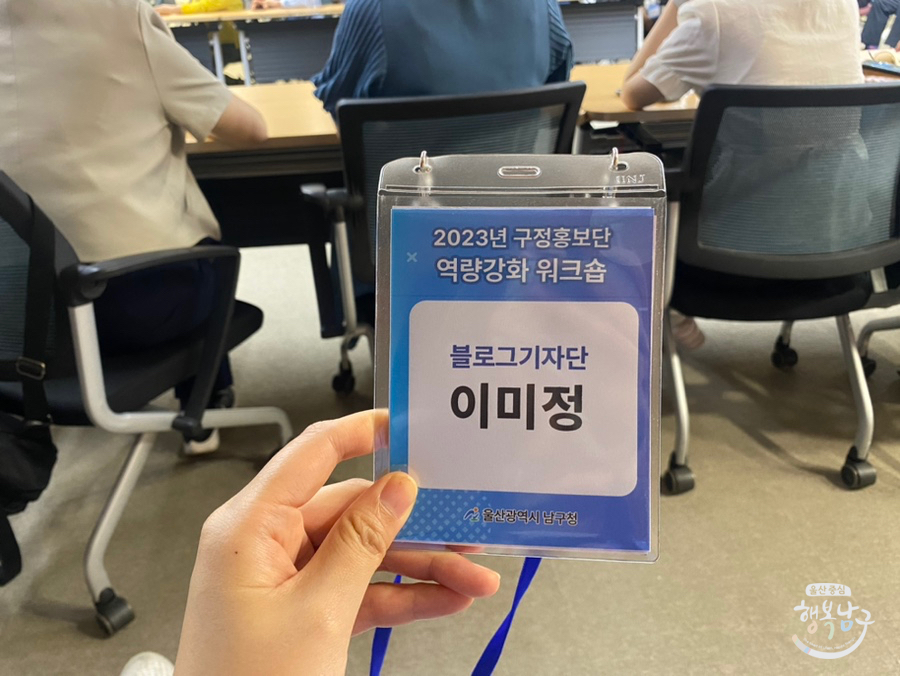 2023년 구정홍보단
역량강화 워크숍
블로그기자단
이미정
울산광역시 남구청
울산 중심
행복남구